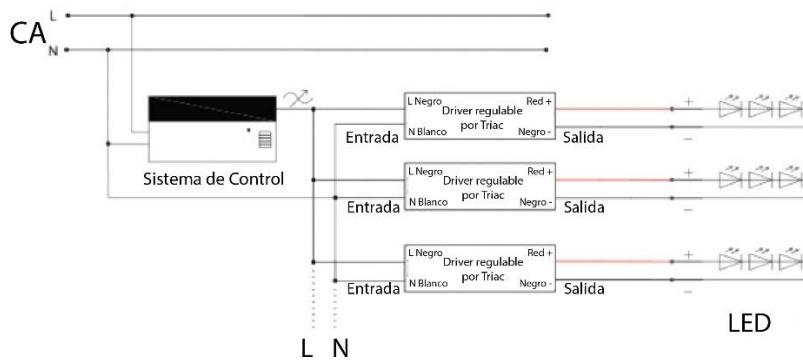 CA
L
N
Sistema de Control
L Negro
Red +
Driver regulable
por Triac
N Blanco
Negro -
Entrada
Salida
+
−
L Negro
Red +
Driver regulable
por Triac
N Blanco
Negro -
Entrada
Salida
+
−
L Negro
Red +
Driver regulable
por Triac
N Blanco
Negro -
Entrada
Salida
+
−
L N
LED